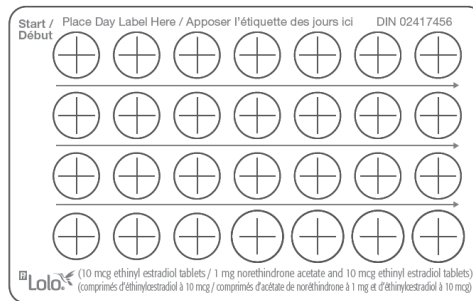 Start / Place Day Label Here / Apposer l'étiquette des jours ici DIN 02417456
Début
Lolo (10 mcg ethinyl estradiol tablets / 1 mg norethindrone acetate and 10 mcg ethinyl estradiol tablets)
(comprimés d'éthinylœstradiol à 10 mcg / comprimés d'acétate de noréthindrone à 1 mg et d'éthinylœstradiol à 10 mcg)